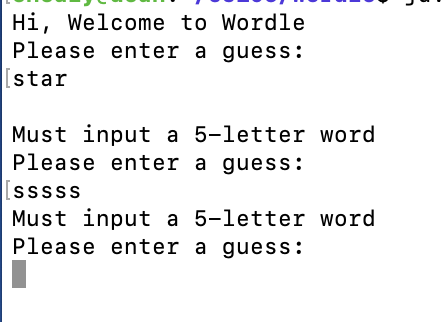 Hi, Welcome to Wordle
Please enter a guess:
[star
Must input a 5-letter word
Please enter a guess:
[sssss
Must input a 5-letter word
Please enter a guess: